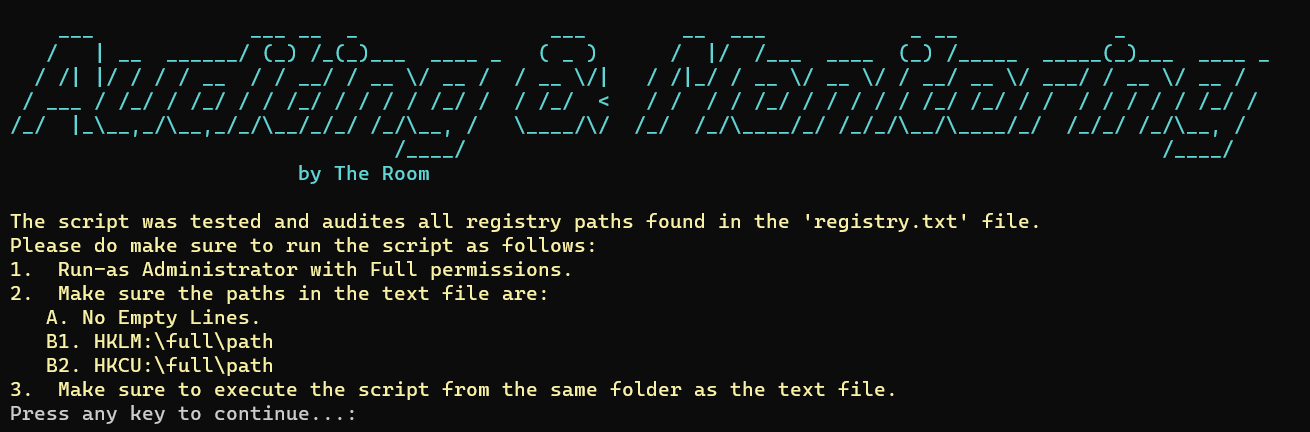 Auditing & Monitoring
by The Room
The script was tested and audites all registry paths found in the 'registry.txt' file.
Please do make sure to run the script as follows:
1.  Run-as Administrator with Full permissions.
2.  Make sure the paths in the text file are:
A. No Empty Lines.
B1. HKLM:\full\path
B2. HKCU:\full\path
3.  Make sure to execute the script from the same folder as the text file.
Press any key to continue...: